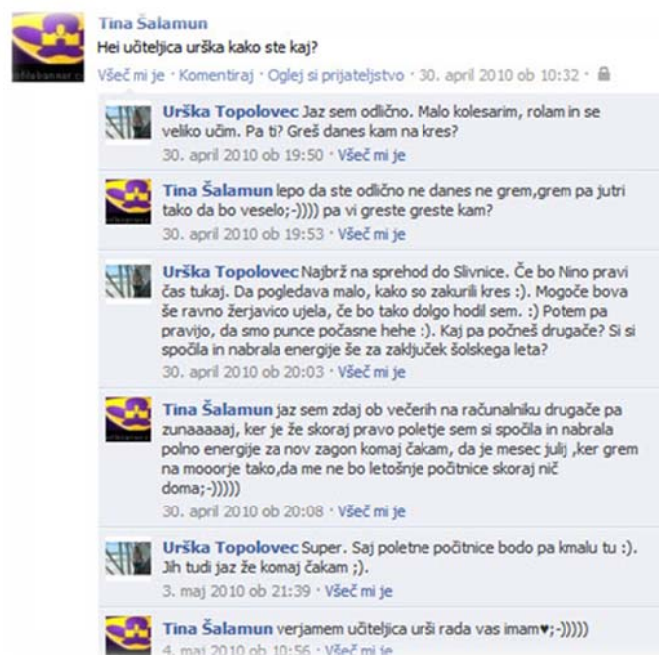 Tina Šalamun
Hei učiteljica urška kako ste kaj?
Všeč mi je · Komentiraj · Oglej si prijateljstvo · 30. april 2010 ob 10:32 ·
Urška Topolovec Jaz sem odlično. Malo kolesarim, rolam in se
veliko učim. Pa ti? Greš danes kam na kres?
30. april 2010 ob 19:50 · Všeč mi je
Tina Šalamun lepo da ste odlično ne danes ne grem,grem pa jutri
tako da bo veselo;-)))) pa vi greste greste kam?
30. april 2010 ob 19:53 · Všeč mi je
Urška Topolovec Najbrž na sprehod do Slivnice. Če bo Nino pravi
čas tukaj. Da pogledava malo, kako so zakurili kres :). Mogoče bova
še ravno žerjavico ujela, če bo tako dolgo hodil sem. :) Potem pa
pravijo, da smo punce počasne hehe :). Kaj pa počneš drugače? Si si
spočila in nabrala energije še za zaključek šolskega leta?
30. april 2010 ob 20:03 · Všeč mi je
Tina Šalamun jaz sem zdaj ob večerih na računalniku drugače pa
zunaaaaaj, ker je že skoraj pravo poletje sem si spočila in nabrala
polno energije za nov zagon komaj čakam, da je mesec julij ,ker grem
na mooorje tako,da me ne bo letošnje počitnice skoraj nič
doma;-)))))
30. april 2010 ob 20:08 · Všeč mi je
Urška Topolovec Super. Saj poletne počitnice bodo pa kmalu tu :).
Jih tudi jaz že komaj čakam ;).
3. maj 2010 ob 21:39 · Všeč mi je
Tina Šalamun verjamem učiteljica urši rada vas imam♥;-)))))
4. maj 2010 ob 10:56 · Všeč mi je